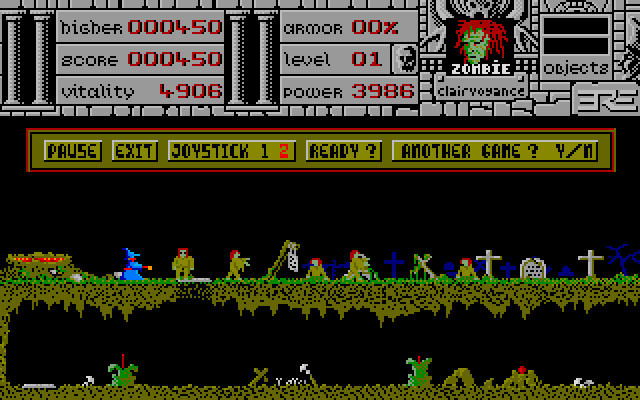 higher 000450 armor 00%
score 000450 level 01
vitality 4906 power 3986
ZOMBIE
clairvoyance
objects
ERE
PAUSE EXIT JOYSTICK 1 2 READY ? ANOTHER GAME ? Y/N